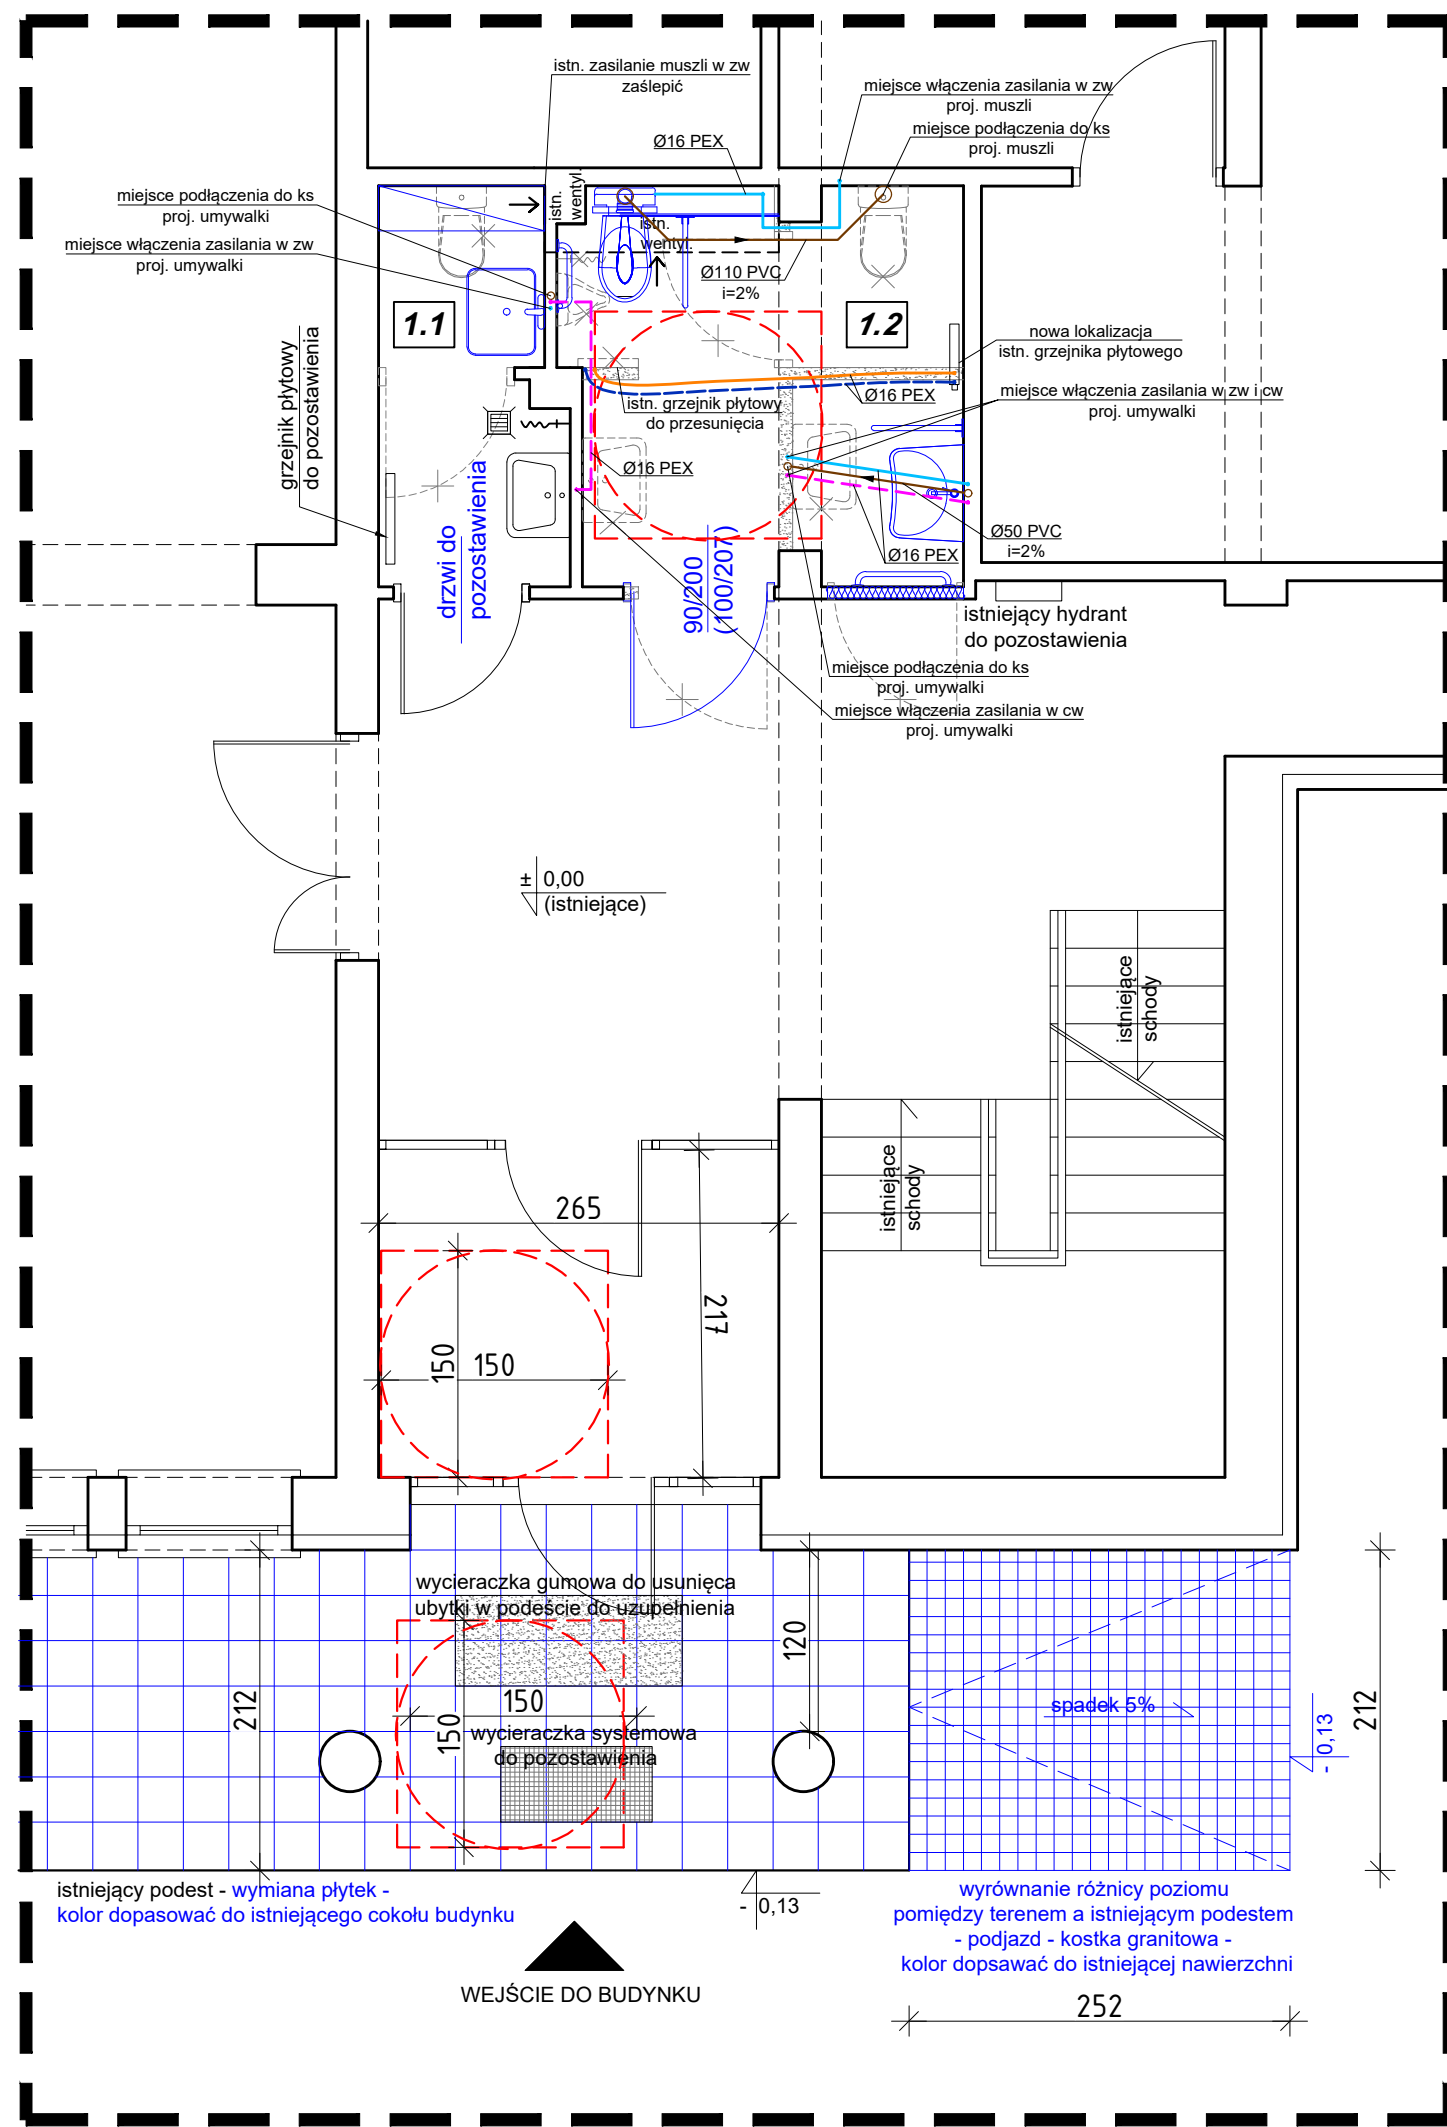 istn. zasilanie muszli w zw
zaślepić
miejsce włączenia zasilania w zw
proj. muszli
miejsce podłączenia do ks
proj. muszli
Ø16 PEX
istn.
wentyl.
miejsce podłączenia do ks
proj. umywalki
miejsce włączenia zasilania w zw
proj. umywalki
istn.
wentyl.
Ø110 PVC
i=2%
1.1
1.2
nowa lokalizacja
istn. grzejnika płytowego
grzejnik płytowy
do pozostawienia
miejsce włączenia zasilania w zw i cw
proj. umywalki
Ø16 PEX
istn. grzejnik płytowy
do przesunięcia
Ø16 PEX
drzwi do
pozostawienia
Ø50 PVC
i=2%
Ø16 PEX
90/200
(100/207)
istniejący hydrant
do pozostawienia
miejsce podłączenia do ks
proj. umywalki
miejsce włączenia zasilania w cw
proj. umywalki
± 0,00
(istniejące)
istniejące
schody
istniejące
schody
265
217
150
150
wycieraczka gumowa do usunięca
ubytki w podeście do uzupełnienia
120
150
150
wycieraczka systemowa
do pozostawienia
212
spadek 5%
- 0,13
212
istniejący podest - wymiana płytek -
kolor dopasować do istniejącego cokołu budynku
- 0,13
wyrównanie różnicy poziomu
pomiędzy terenem a istniejącym podestem
- podjazd - kostka granitowa -
kolor dopsawać do istniejącej nawierzchni
WEJŚCIE DO BUDYNKU
252